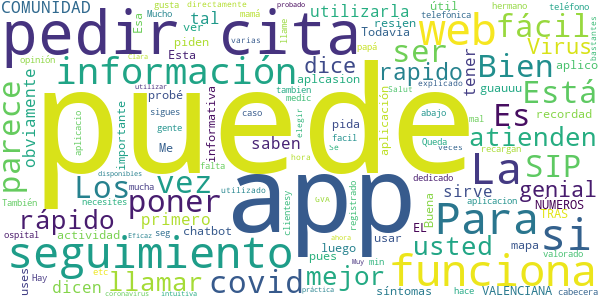 COMUNIDAD
Mucho
gusta
directamente
probado
pedir cita
tal
utilizarla
web
fácil
Esa
ver
mamá
llame
resien
Todavía
varias
telefónica
útil
hermano
teléfono
opinión
piden
Esta
dice
rapido
ser
Virus
bastantes
información
Bien
aplico
parece
obviamente
clara
utilizar
probé
aplcasion
tambien
medic
papá
Salut
tener
explicado
guauuu
Está
puede
app
sigues
gente
Me
informativa
caso
elegir
pida
facil
Se
aplicación
abajo
Queda
veces
mal
Es
recordad
atienden
importante
aplicacio
saben
falta
hora
recargan
La
SIP
Los
vez
poner
Para
si
genial
También
disponibles
necesites
mucha
utilizado
clientesy
GVA
registrado
dedicado
aplicacion
sirve
NÚMEROS
rápido
primero
Eficaz
ahora
EL
Buena
TRAS
seguimiento
actividad
chatbot
luego
usar
mapa
valorado
ospital
dicen
llamar
seg
covid
pues
mejor
usted
funciona
uses
Hay
etc
coronavirus
intuitiva
Muy
min
práctica
síntomas
hace
VALENCIANA
cabecera